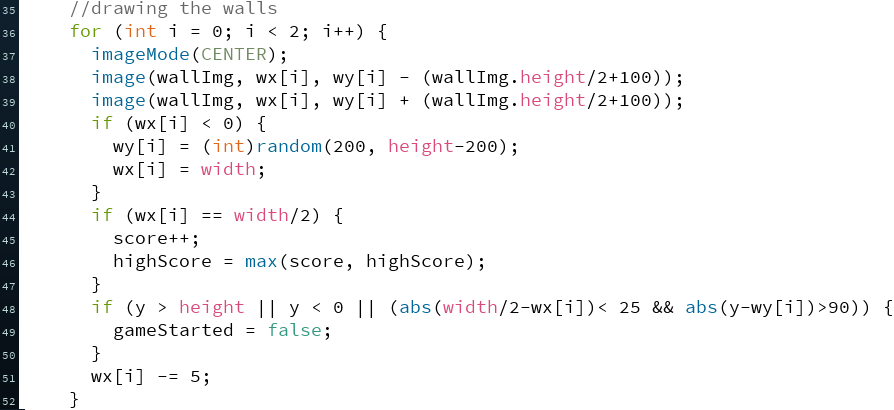 35 //drawing the walls
36 for (int i = 0; i < 2; i++) {
37 imageMode(CENTER);
38 image(wallImg, wx[i], wy[i] - (wallImg.height/2+100));
39 image(wallImg, wx[i], wy[i] + (wallImg.height/2+100));
40 if (wx[i] < 0) {
41 wy[i] = (int)random(200, height-200);
42 wx[i] = width;
43 }
44 if (wx[i] == width/2) {
45 score++;
46 highScore = max(score, highScore);
47 }
48 if (y > height || y < 0 || (abs(width/2-wx[i])< 25 && abs(y-wy[i])>90)) {
49 gameStarted = false;
50 }
51 wx[i] -= 5;
52 }